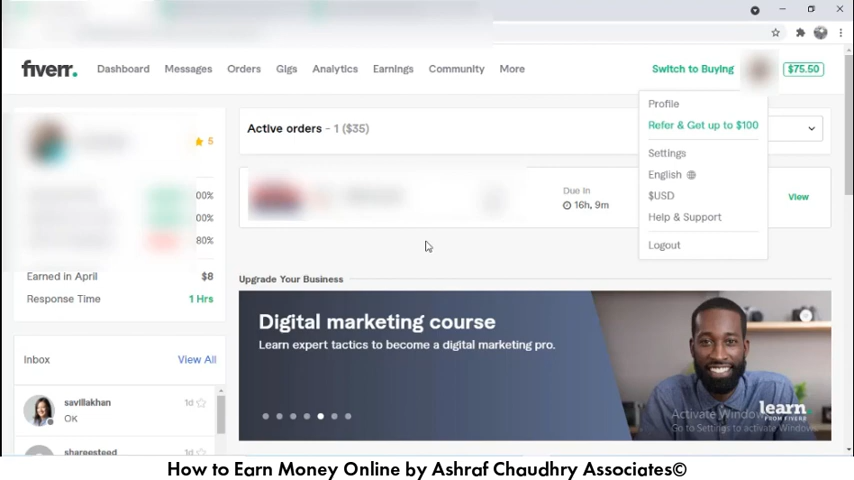 fiverr.
Dashboard Messages Orders Gigs Analytics Earnings Community More
Switch to Buying
$75.50
Profile
Refer & Get up to $100
Settings
English
$USD
Help & Support
Logout
5
00%
00%
80%
Earned in April $8
Response Time 1 Hrs
Inbox View All
savillakhan 1d
OK
shareesteed 1d
Active orders - 1 ($35)
Due In
16h, 9m
View
Upgrade Your Business
Digital marketing course
Learn expert tactics to become a digital marketing pro.
learn
FROM FIVERR
Activate Windows
Go to Settings to activate Windows.
How to Earn Money Online by Ashraf Chaudhry Associates©